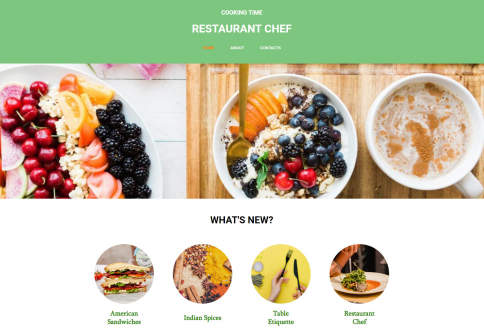 COOKING TIME
RESTAURANT CHEF
HOME ABOUT CONTACTS
WHAT'S NEW?
American
Sandwiches
Indian Spices
Table
Etiquette
Restaurant
Chef